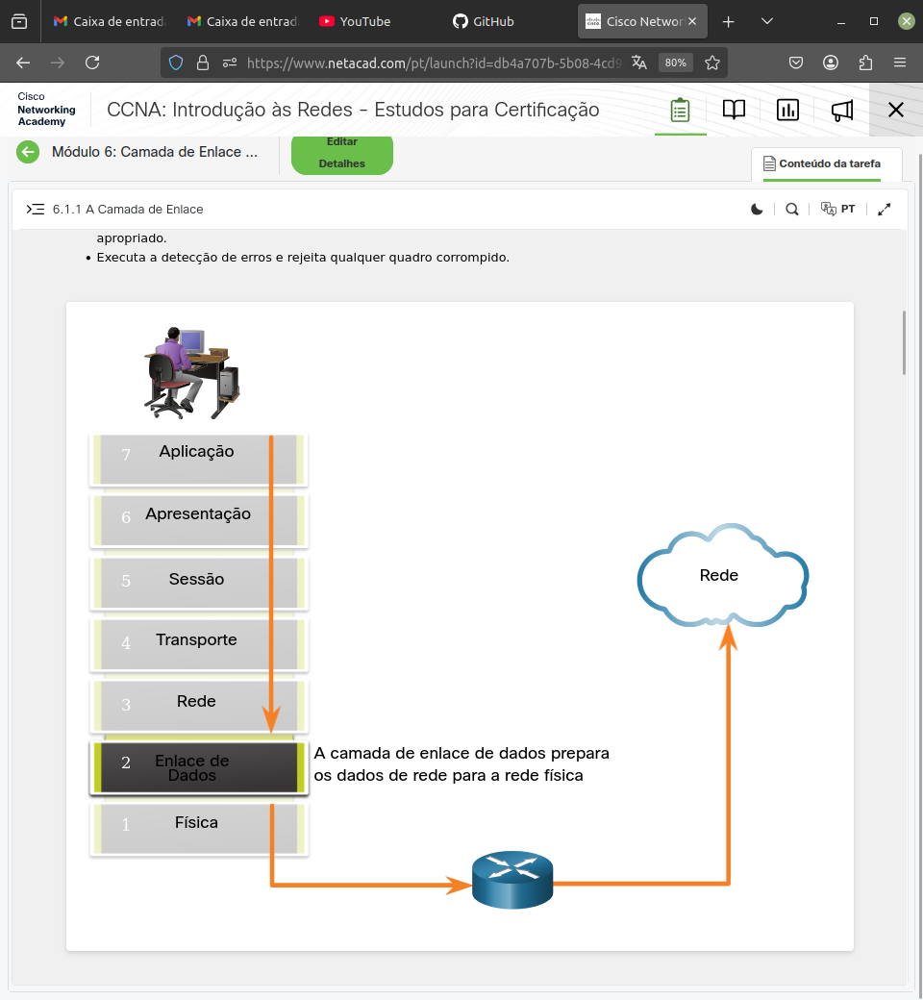 Caixa de entrad
Caixa de entrad
YouTube
GitHub
Cisco Networ
https://www.netacad.com/pt/launch?id=db4a707b-5b08-4cd9
80%
Cisco
Networking
Academy
CCNA: Introdução às Redes - Estudos para Certificação
Módulo 6: Camada de Enlace ...
Editar
Detalhes
Conteúdo da tarefa
6.1.1 A Camada de Enlace
PT
apropriado.
• Executa a detecção de erros e rejeita qualquer quadro corrompido.
7 Aplicação
6 Apresentação
5 Sessão
4 Transporte
3 Rede
2 Enlace de
Dados
1 Física
A camada de enlace de dados prepara
os dados de rede para a rede física
Rede